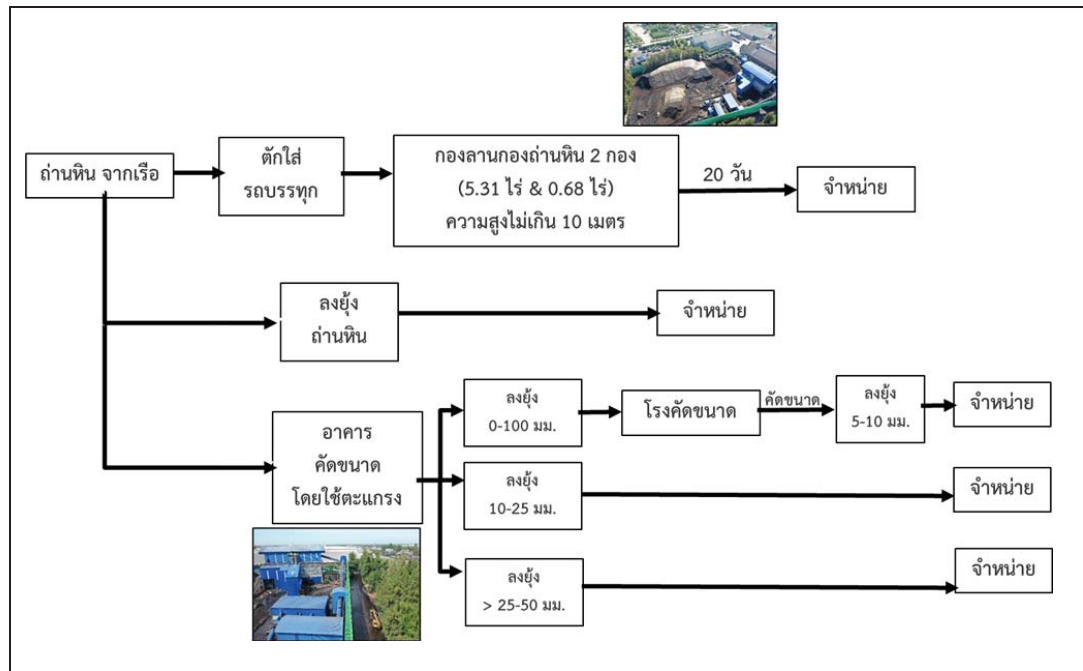 ถ่านหิน จากเรือ
ตักใส่
รถบรรทุก
กองลานกองถ่านหิน 2 กอง
(5.31 ไร่ & 0.68 ไร่)
ความสูงไม่เกิน 10 เมตร
20 วัน
จำหน่าย
ลงยุ้ง
ถ่านหิน
จำหน่าย
อาคาร
คัดขนาด
โดยใช้ตะแกรง
ลงยุ้ง
0-100 มม.
โรงคัดขนาด
คัดขนาด
ลงยุ้ง
5-10 มม.
จำหน่าย
ลงยุ้ง
10-25 มม.
จำหน่าย
ลงยุ้ง
> 25-50 มม.
จำหน่าย